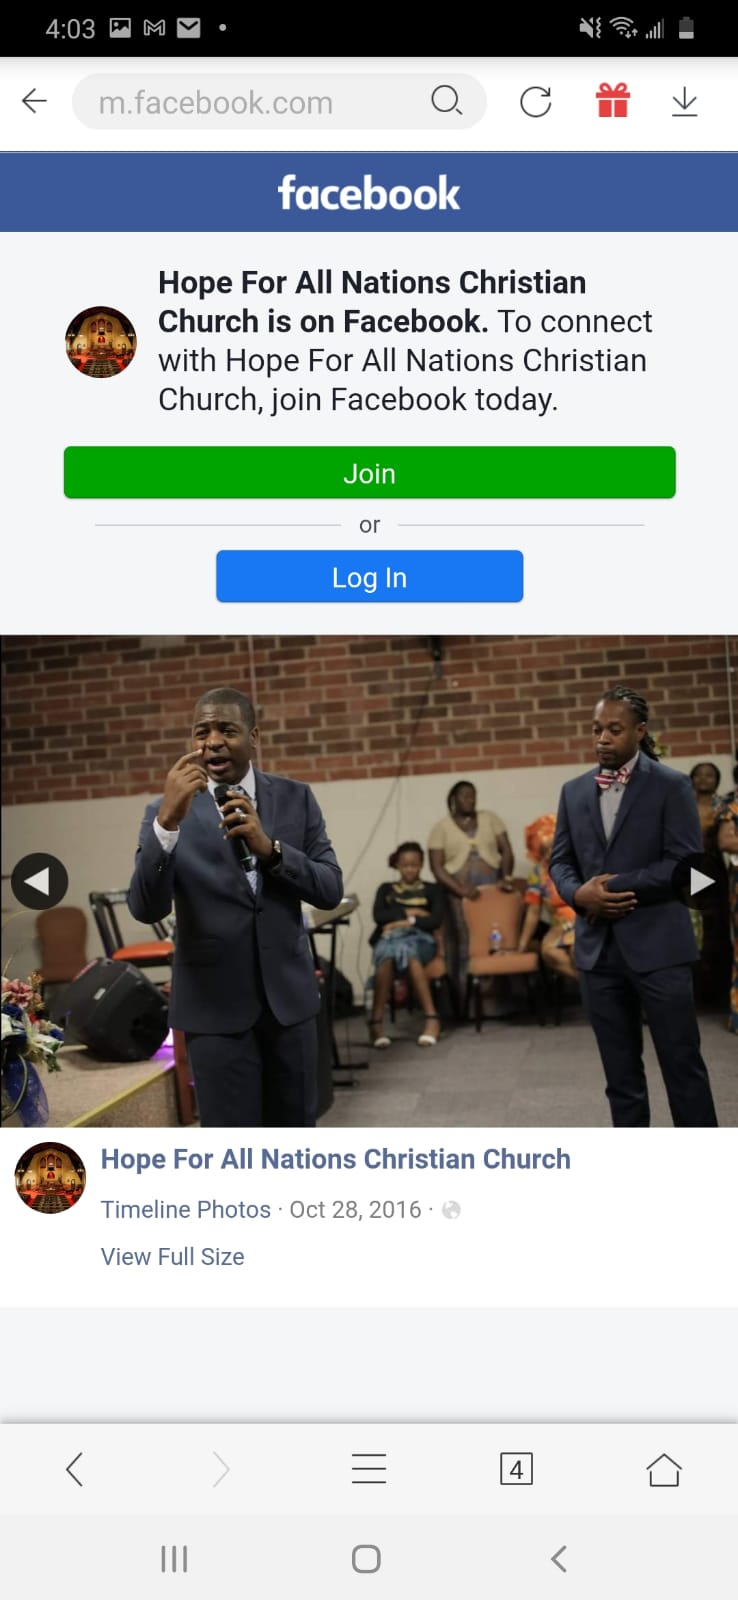 4:03
m.facebook.com
facebook
Hope For All Nations Christian
Church is on Facebook. To connect
with Hope For All Nations Christian
Church, join Facebook today.
Join
or
Log In
Hope For All Nations Christian Church
Timeline Photos · Oct 28, 2016 ·
View Full Size
4